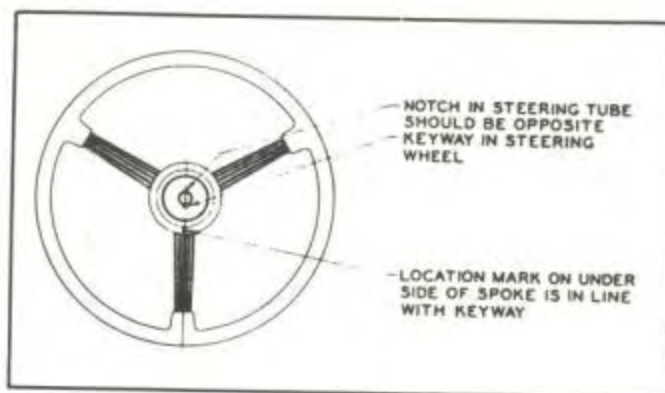 NOTCH IN STEERING TUBE
SHOULD BE OPPOSITE
KEYWAY IN STEERING
WHEEL
LOCATION MARK ON UNDER
SIDE OF SPOKE IS IN LINE
WITH KEYWAY